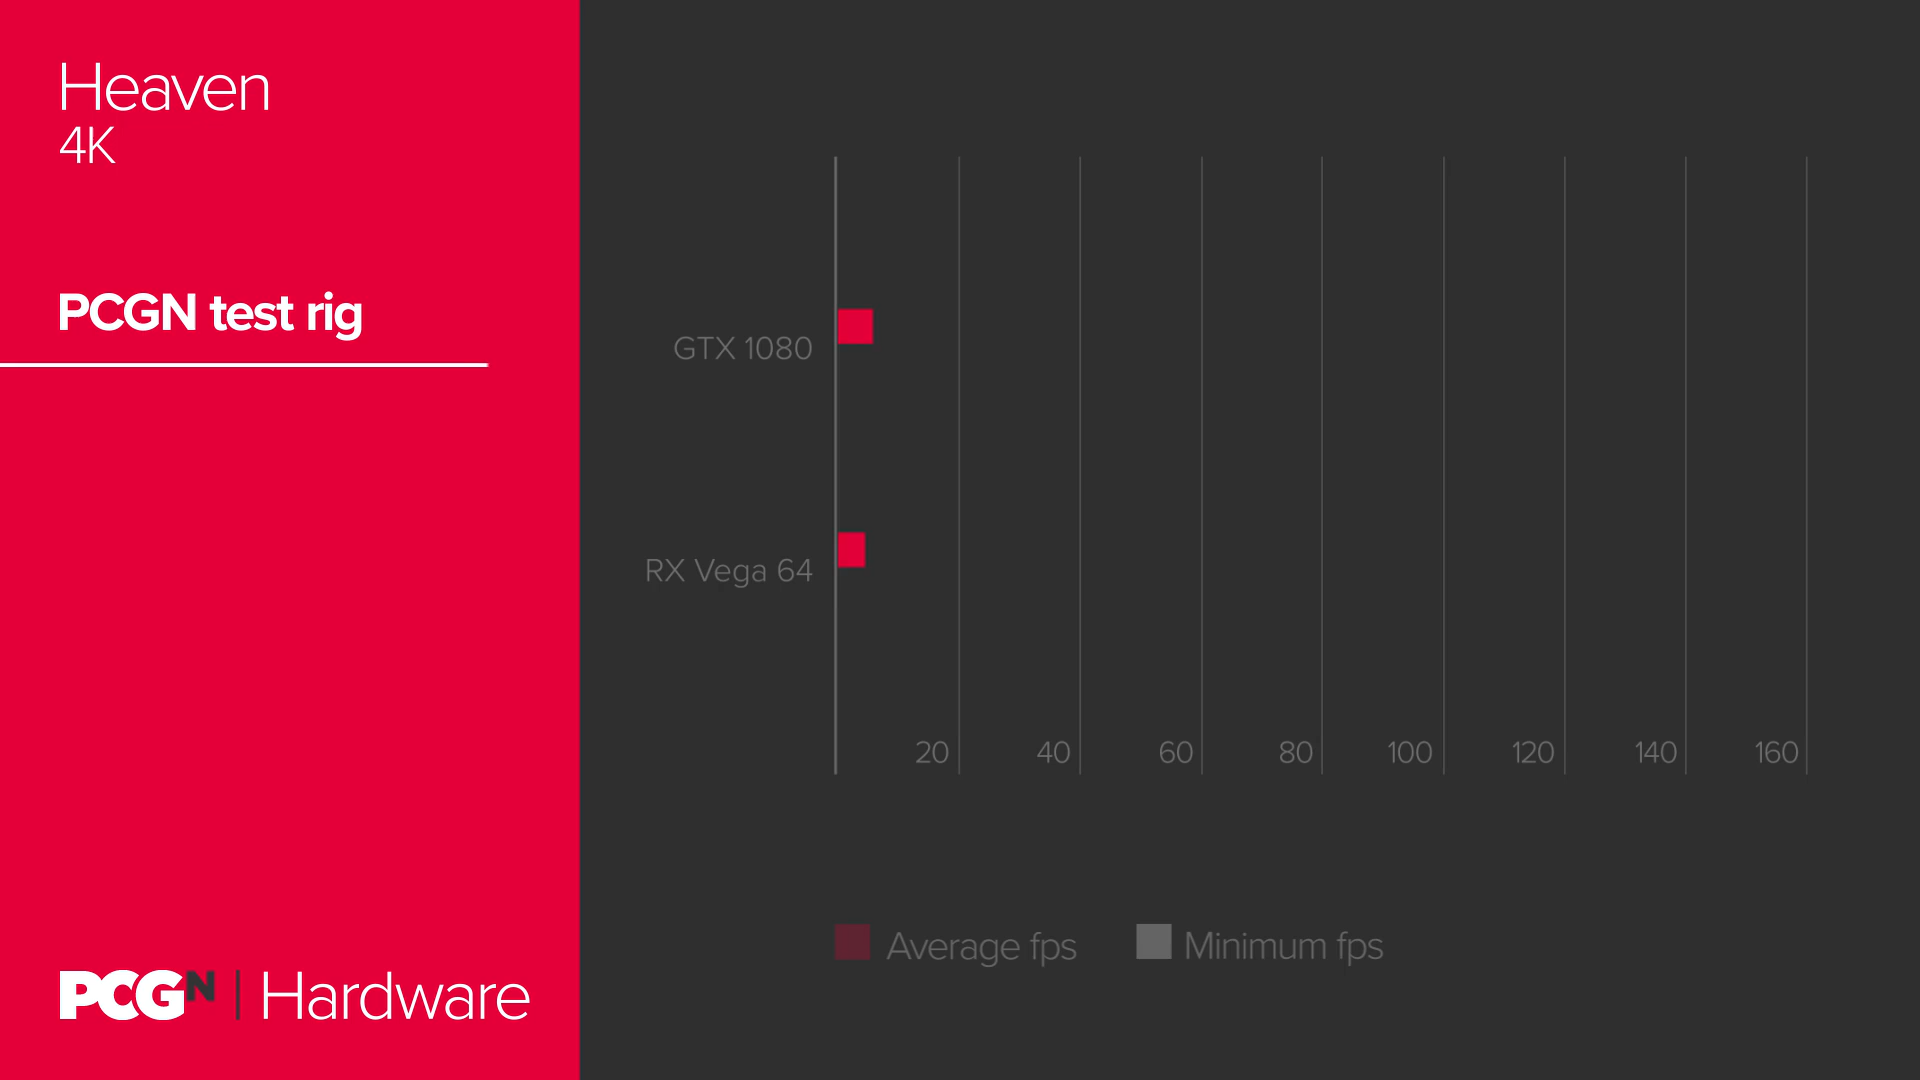 Heaven
4K
PCGN test rig
GTX 1080
RX Vega 64
20 40 60 80 100 120 140 160
Average fps Minimum fps
PCGN | Hardware